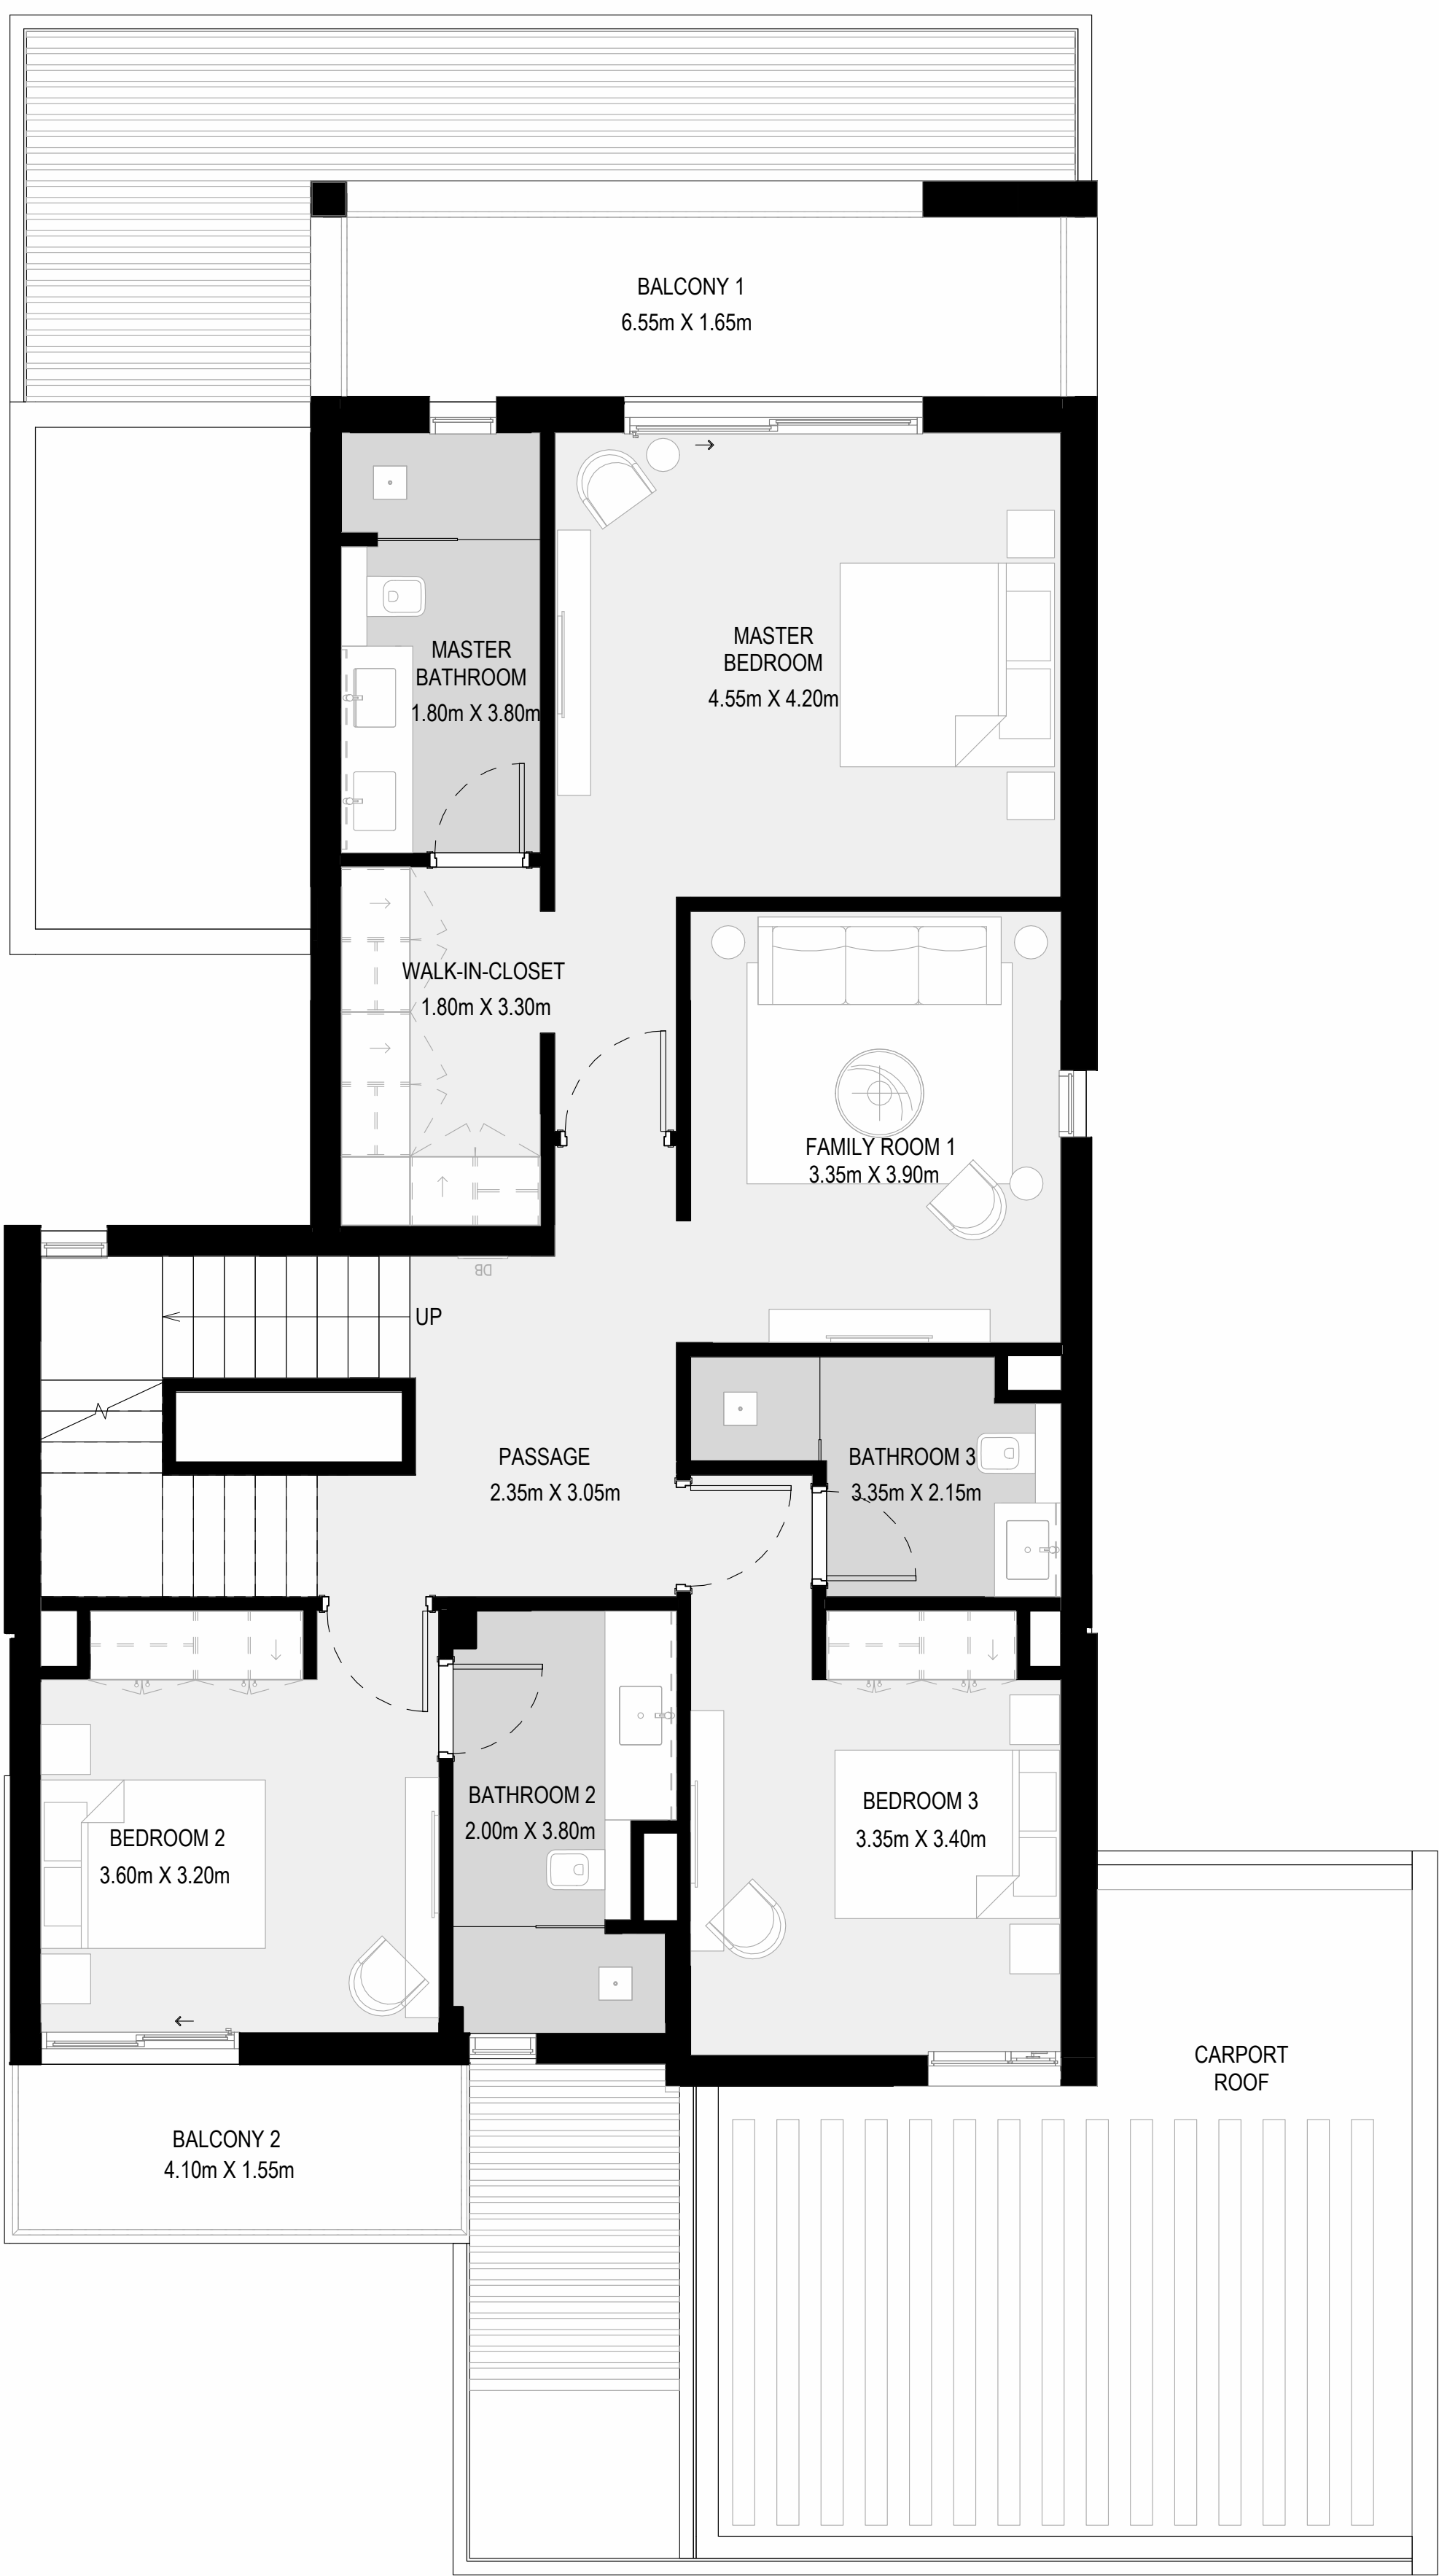 BALCONY 1
6.55m X 1.65m
MASTER
BEDROOM
4.55m X 4.20m
MASTER
BATHROOM
1.80m X 3.80m
WALK-IN-CLOSET
1.80m X 3.30m
FAMILY ROOM 1
3.35m X 3.90m
DB
UP
PASSAGE
2.35m X 3.05m
BATHROOM 3
3.35m X 2.15m
BATHROOM 2
2.00m X 3.80m
BEDROOM 3
3.35m X 3.40m
BEDROOM 2
3.60m X 3.20m
CARPORT
ROOF
BALCONY 2
4.10m X 1.55m